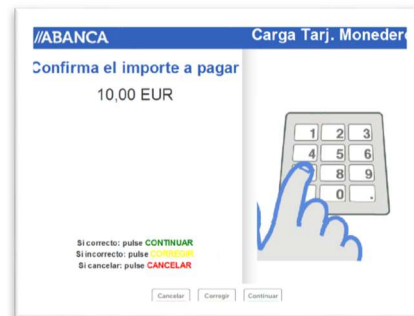 //ABANCA
Carga Tarj. Monedero
Confirma el importe a pagar
10,00 EUR
1 2 3
4 5 6
8 9
0 .
Si correcto: pulse CONTINUAR
Si incorrecto: pulse CORREGIR
Si cancelar: pulse CANCELAR
Cancelar Corregir Continuar